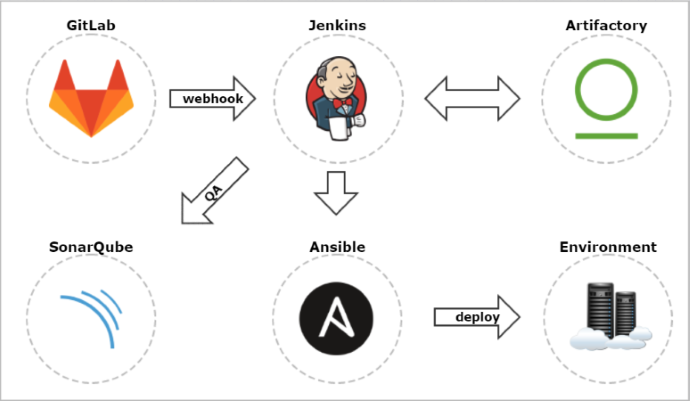 GitLab
Jenkins
Artifactory
webhook
QA
SonarQube
Ansible
Environment
deploy